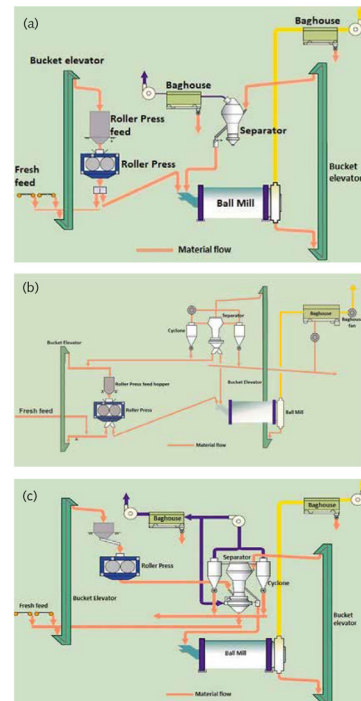 (a)
Baghouse
Bucket elevator
Baghouse
Roller Press
feed
Separator
Roller Press
Fresh
feed
Bucket
elevator
Ball Mill
Material flow
(b)
Separator
Cyclone
Baghouse
Baghouse
fan
Bucket Elevator
Roller Press feed hopper
Bucket Elevator
Fresh feed
Roller Press
Ball Mill
Material flow
(c)
Baghouse
Baghouse
Separator
Roller Press
Cyclone
Fresh feed
Bucket Elevator
Bucket
elevator
Ball Mill
Material flow